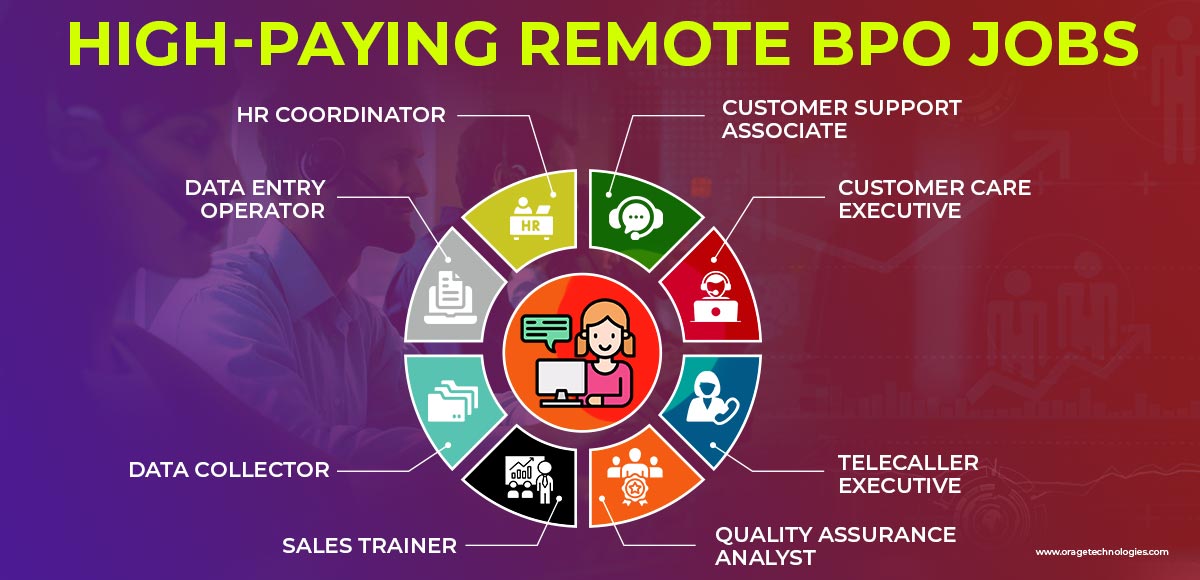 HIGH-PAYING REMOTE BPO JOBS
HR COORDINATOR
CUSTOMER SUPPORT
ASSOCIATE
DATA ENTRY
OPERATOR
CUSTOMER CARE
EXECUTIVE
HR
DATA COLLECTOR
TELECALLER
EXECUTIVE
SALES TRAINER
QUALITY ASSURANCE
ANALYST
www.oragetechnologies.com